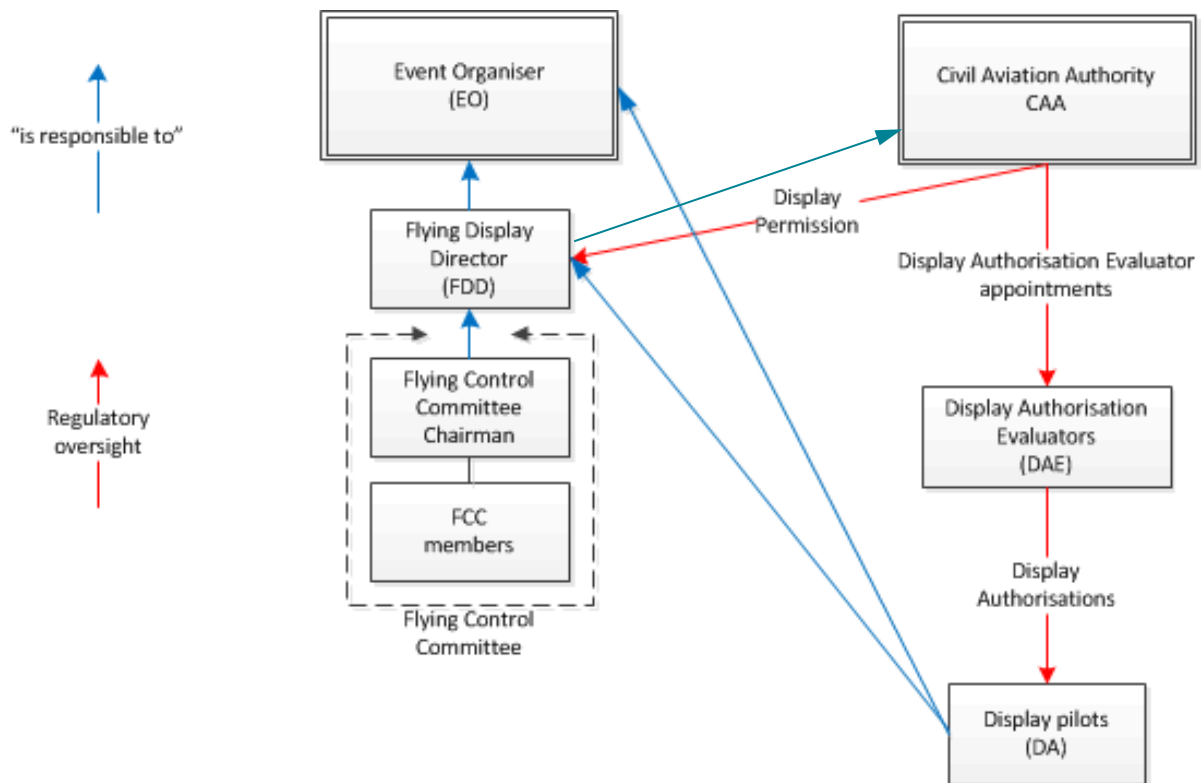 Event Organiser
(EO)
Civil Aviation Authority
CAA
“is responsible to”
Display
Permission
Flying Display
Director
(FDD)
Display Authorisation Evaluator
appointments
Flying Control
Committee
Chairman
Regulatory
oversight
Display Authorisation
Evaluators
(DAE)
FCC
members
Display
Authorisations
Flying Control
Committee
Display pilots
(DA)